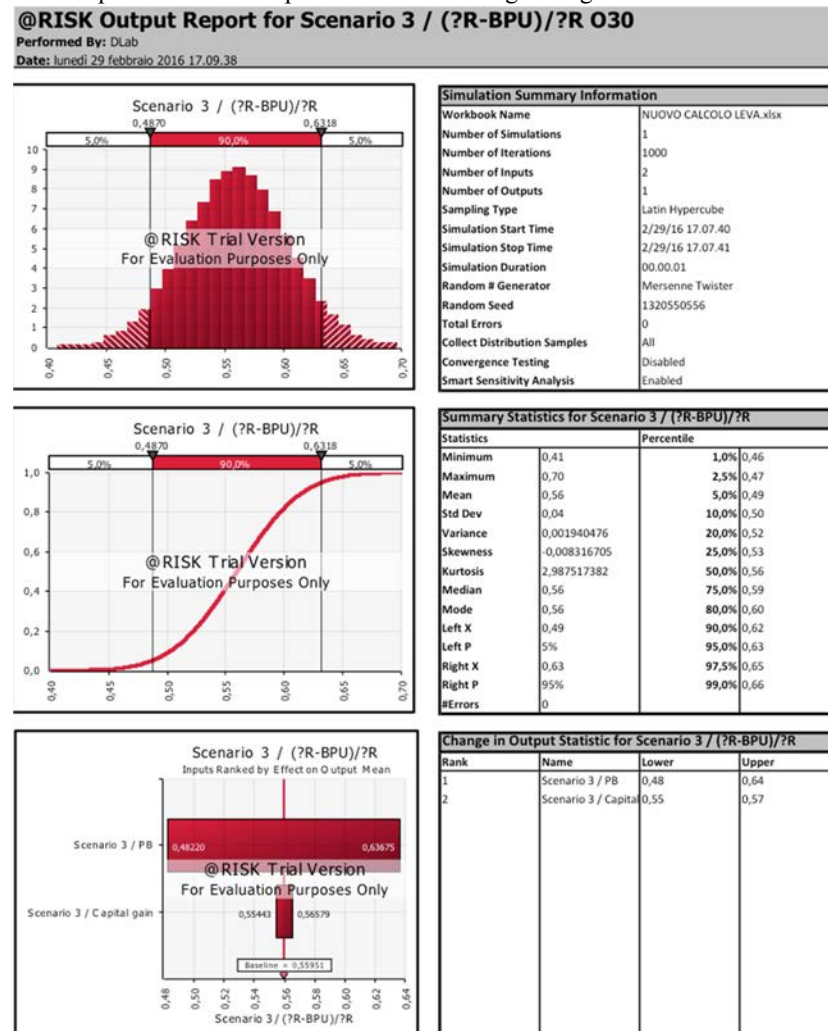 @RISK Output Report for Scenario 3 / (?R-BPU)/?R O30
Performed By: DLab
Date: lunedì 29 febbraio 2016 17.09.38
Scenario 3 / (?R-BPU)/?R
0,4870 0,6318
5,0% 90,0% 5,0%
10
9
8
7
6
5
4
3
2
1
0
@RISK Trial Version
For Evaluation Purposes Only
0,40 0,45 0,50 0,55 0,60 0,65 0,70
Simulation Summary Information
Workbook Name NUOVO CALCOLO LEVA.xlsx
Number of Simulations 1
Number of Iterations 1000
Number of Inputs 2
Number of Outputs 1
Sampling Type Latin Hypercube
Simulation Start Time 2/29/16 17.07.40
Simulation Stop Time 2/29/16 17.07.41
Simulation Duration 00.00.01
Random # Generator Mersenne Twister
Random Seed 1320550556
Total Errors 0
Collect Distribution Samples All
Convergence Testing Disabled
Smart Sensitivity Analysis Enabled
Scenario 3 / (?R-BPU)/?R
0,4870 0,6318
5,0% 90,0% 5,0%
1,0
0,8
0,6
0,4
0,2
0,0
@RISK Trial Version
For Evaluation Purposes Only
0,40 0,45 0,50 0,55 0,60 0,65 0,70
Summary Statistics for Scenario 3 / (?R-BPU)/?R
Statistics Percentile
Minimum 0,41 1,0% 0,46
Maximum 0,70 2,5% 0,47
Mean 0,56 5,0% 0,49
Std Dev 0,04 10,0% 0,50
Variance 0,001940476 20,0% 0,52
Skewness -0,008316705 25,0% 0,53
Kurtosis 2,987517382 50,0% 0,56
Median 0,56 75,0% 0,59
Mode 0,56 80,0% 0,60
Left X 0,49 90,0% 0,62
Left P 5% 95,0% 0,63
Right X 0,63 97,5% 0,65
Right P 95% 99,0% 0,66
#Errors 0
Scenario 3 / (?R-BPU)/?R
Inputs Ranked by Effect on Output Mean
Scenario 3 / PB 0,48220 0,63675
@RISK Trial Version
For Evaluation Purposes Only
Scenario 3 / Capital gain 0,55443 0,56579
Baseline = 0,55951
0,48 0,50 0,52 0,54 0,56 0,58 0,60 0,62 0,64
Scenario 3 / (?R-BPU)/?R
Change in Output Statistic for Scenario 3 / (?R-BPU)/?R
Rank Name Lower Upper
1 Scenario 3 / PB 0,48 0,64
2 Scenario 3 / Capital 0,55 0,57